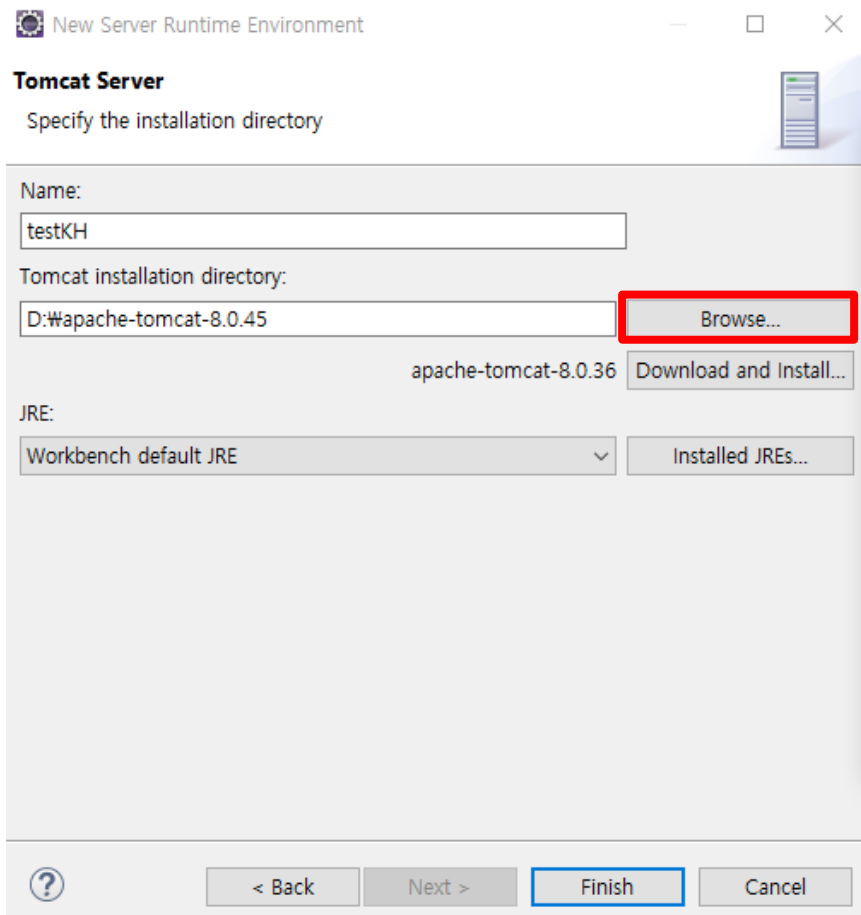 New Server Runtime Environment
Tomcat Server
Specify the installation directory
Name:
testKH
Tomcat installation directory:
D:₩apache-tomcat-8.0.45 Browse...
apache-tomcat-8.0.36 Download and Install...
JRE:
Workbench default JRE Installed JREs...
? < Back Next > Finish Cancel